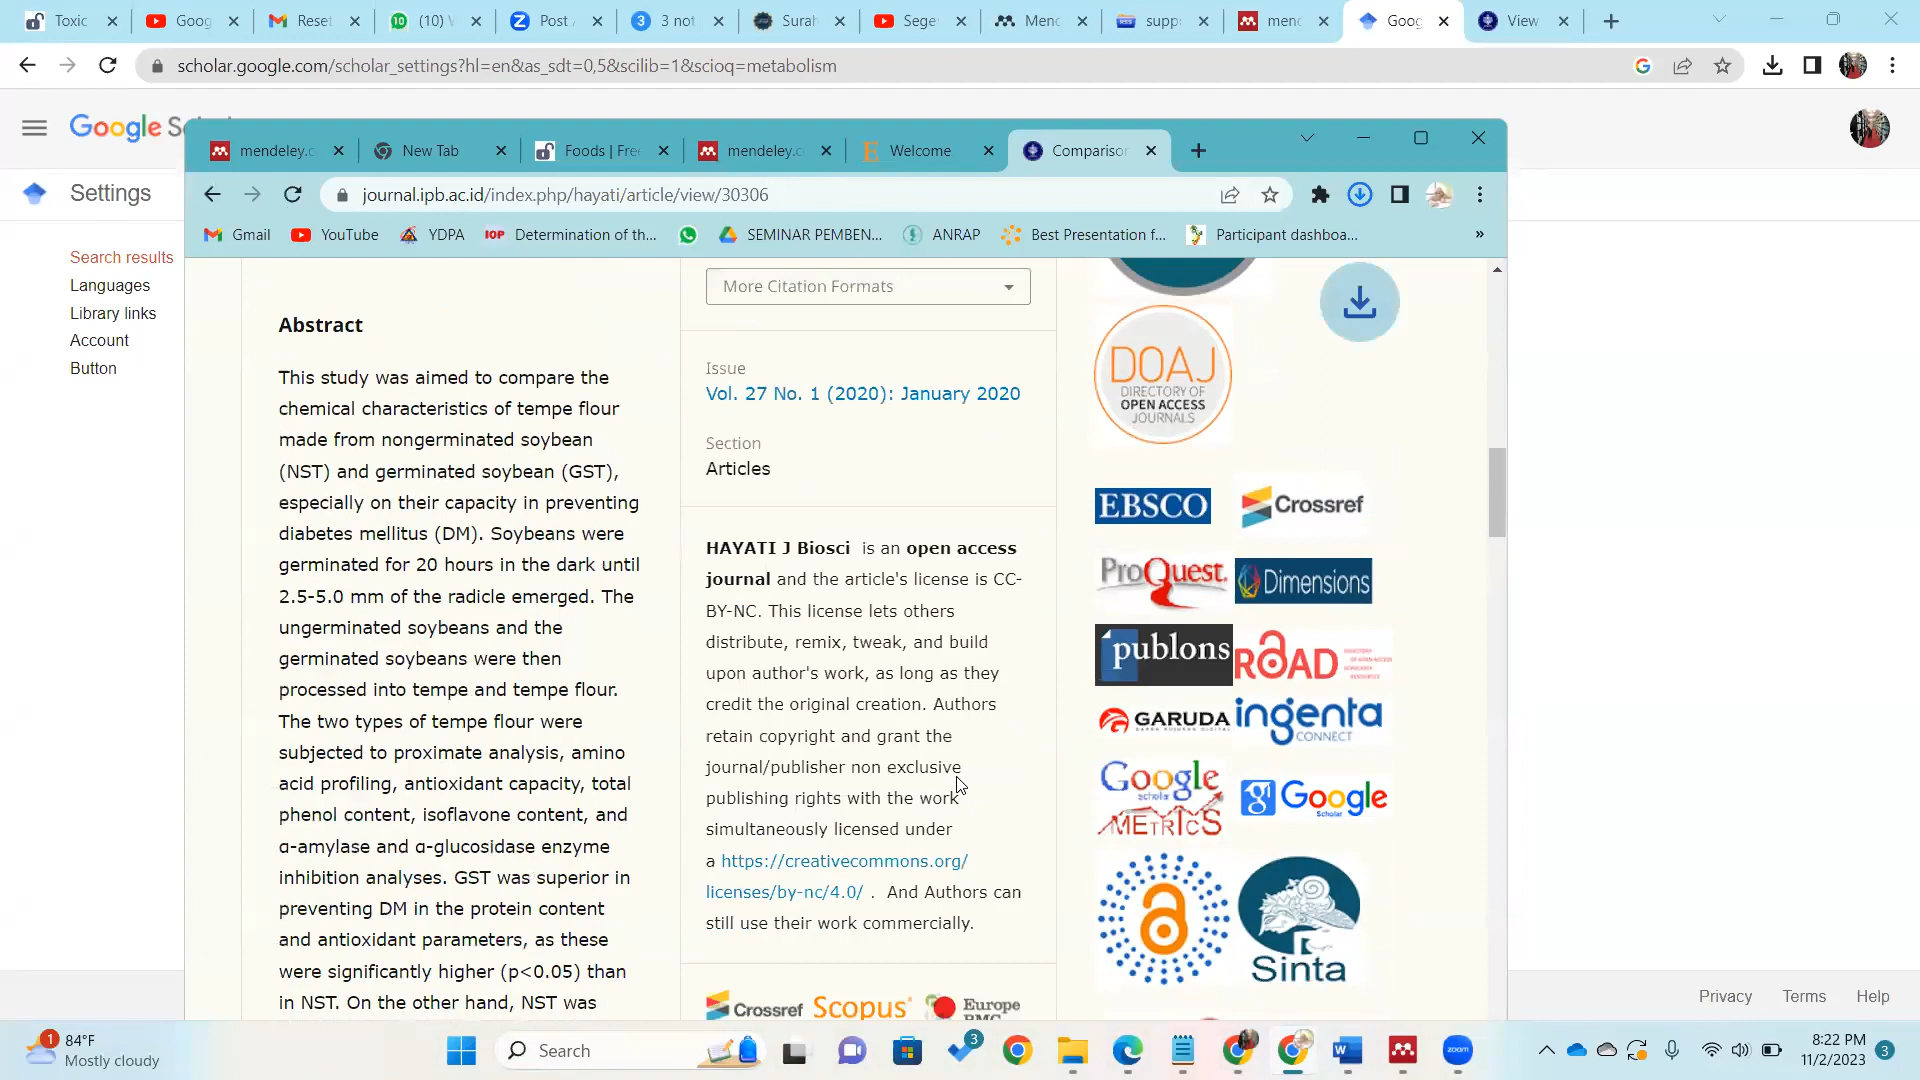 Toxic
Goog
Reset
(10) W
Post
3 not
Surah
Sege
Menc
supp
menc
Goog
View
scholar.google.com/scholar_settings?hl=en&as_sdt=0,5&scilib=1&scioq=metabolism
Google Sc
Settings
Search results
Languages
Library links
Account
Button
mendeley.c
New Tab
Foods | Free
mendeley.c
Welcome
Comparison
journal.ipb.ac.id/index.php/hayati/article/view/30306
Gmail
YouTube
YDPA
IOP
Determination of th...
SEMINAR PEMBEN...
ANRAP
Best Presentation f...
Participant dashboa...
»
Abstract
This study was aimed to compare the
chemical characteristics of tempe flour
made from nongerminated soybean
(NST) and germinated soybean (GST),
especially on their capacity in preventing
diabetes mellitus (DM). Soybeans were
germinated for 20 hours in the dark until
2.5-5.0 mm of the radicle emerged. The
ungerminated soybeans and the
germinated soybeans were then
processed into tempe and tempe flour.
The two types of tempe flour were
subjected to proximate analysis, amino
acid profiling, antioxidant capacity, total
phenol content, isoflavone content, and
ɑ-amylase and ɑ-glucosidase enzyme
inhibition analyses. GST was superior in
preventing DM in the protein content
and antioxidant parameters, as these
were significantly higher (p<0.05) than
in NST. On the other hand, NST was
More Citation Formats
Issue
Vol. 27 No. 1 (2020): January 2020
Section
Articles
HAYATI J Biosci is an open access
journal and the article's license is CC-
BY-NC. This license lets others
distribute, remix, tweak, and build
upon author's work, as long as they
credit the original creation. Authors
retain copyright and grant the
journal/publisher non exclusive
publishing rights with the work
simultaneously licensed under
a https://creativecommons.org/
licenses/by-nc/4.0/ . And Authors can
still use their work commercially.
Crossref
Scopus
Europe
PMC
DOAJ
DIRECTORY OF
OPEN ACCESS
JOURNALS
EBSCO
Crossref
ProQuest
Dimensions
publons
ROAD
GARUDA
ingenta
CONNECT
Google
scholar
METRICS
Google
Scholar
Sinta
Privacy
Terms
Help
1
84°F
Mostly cloudy
Search
3
zoom
8:22 PM
11/2/2023
3